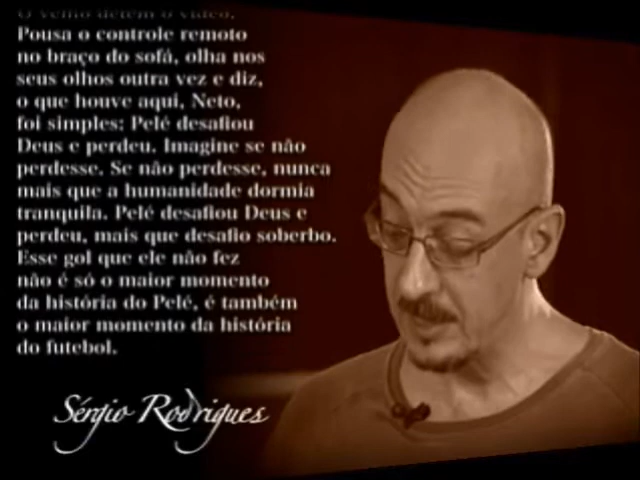 O velho detém o vídeo.
Pousa o controle remoto
no braço do sofá, olha nos
seus olhos outra vez e diz,
o que houve aqui, Neto,
foi simples: Pelé desafiou
Deus e perdeu. Imagine se não
perdesse. Se não perdesse, nunca
mais que a humanidade dormia
tranquila. Pelé desafiou Deus e
perdeu, mais que desafio soberbo.
Esse gol que ele não fez
não é só o maior momento
da história do Pelé, é também
o maior momento da história
do futebol.
Sérgio Rodrigues